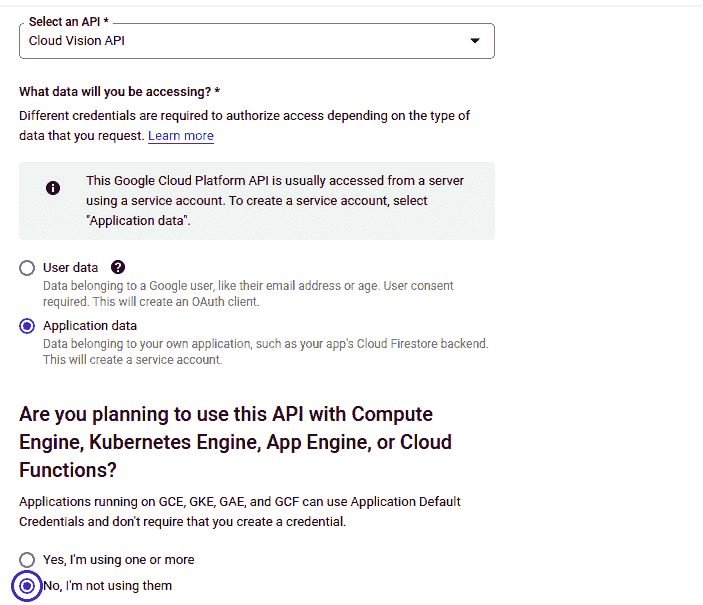 Select an API *
Cloud Vision API
What data will you be accessing? *
Different credentials are required to authorize access depending on the type
of data that you request. Learn more
This Google Cloud Platform API is usually accessed from a server
using a service account. To create a service account, select
"Application data".
User data
Data belonging to a Google user, like their email address or age. User consent
required. This will create an OAuth client.
Application data
Data belonging to your own application, such as your app's Cloud Firestore backend.
This will create a service account.
Are you planning to use this API with Compute
Engine, Kubernetes Engine, App Engine, or Cloud
Functions?
Applications running on GCE, GKE, GAE, and GCF can use Application Default
Credentials and don't require that you create a credential.
Yes, I'm using one or more
No, I'm not using them